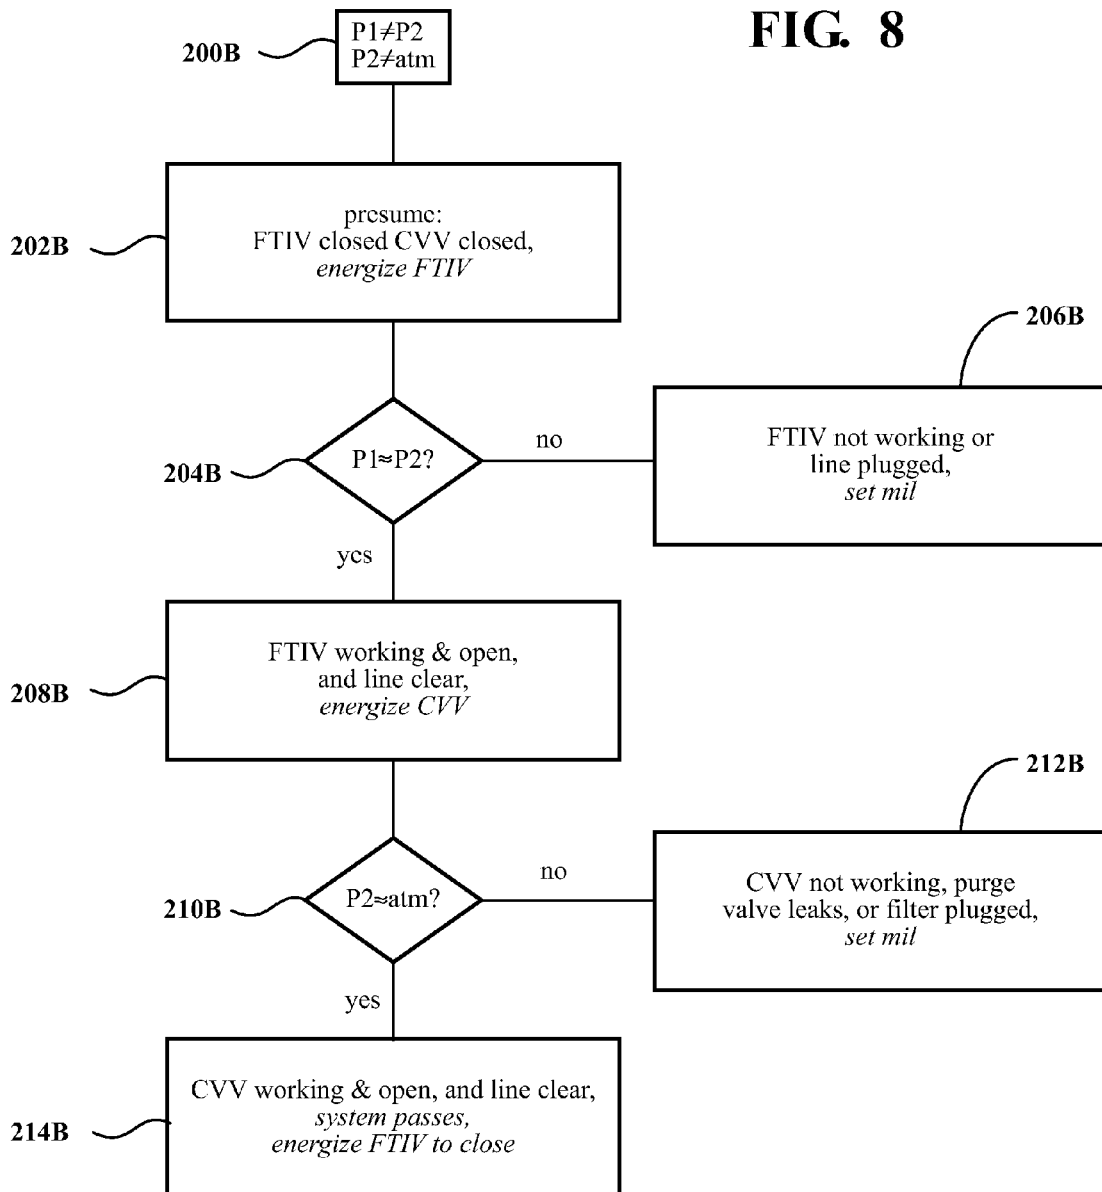 FIG. 8
200B
P1≠P2
P2≠atm
202B
presume:
FTIV closed CVV closed,
energize FTIV
206B
204B
P1≈P2?
no
FTIV not working or
line plugged,
set mil
yes
208B
FTIV working & open,
and line clear,
energize CVV
212B
210B
P2≈atm?
no
CVV not working, purge
valve leaks, or filter plugged,
set mil
yes
214B
CVV working & open, and line clear,
system passes,
energize FTIV to close